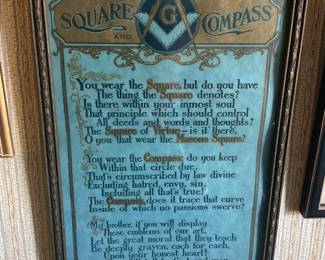 SQUARE AND COMPASS
G
You wear the Square, but do you have
The thing the Square denotes?
Is there within your inmost soul
That principle which should control
All deeds and words and thoughts?
The Square of Virtue – is it there,
O you that wear the Masons Square?
You wear the Compass; do you keep
Within that circle due,
That's circumscribed by law divine
Excluding hatred, envy, sin,
Including all that's true!
The Compass, does it trace that curve
Inside of which no passions swerve?
My brother, if you will display
These emblems of our art,
Let the great moral that they teach
Be deeply graven, each for each,
Upon your honest heart!